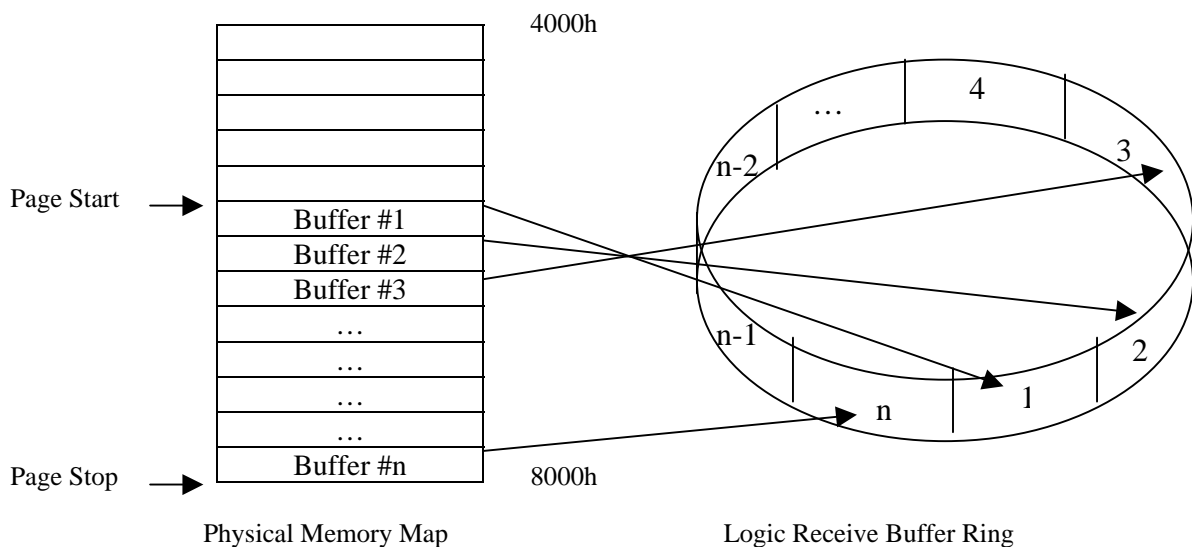 4000h
4
…
3
n-2
Page Start
Buffer #1
Buffer #2
Buffer #3
…
n-1
2
…
…
1
n
…
Page Stop
Buffer #n
8000h
Physical Memory Map
Logic Receive Buffer Ring